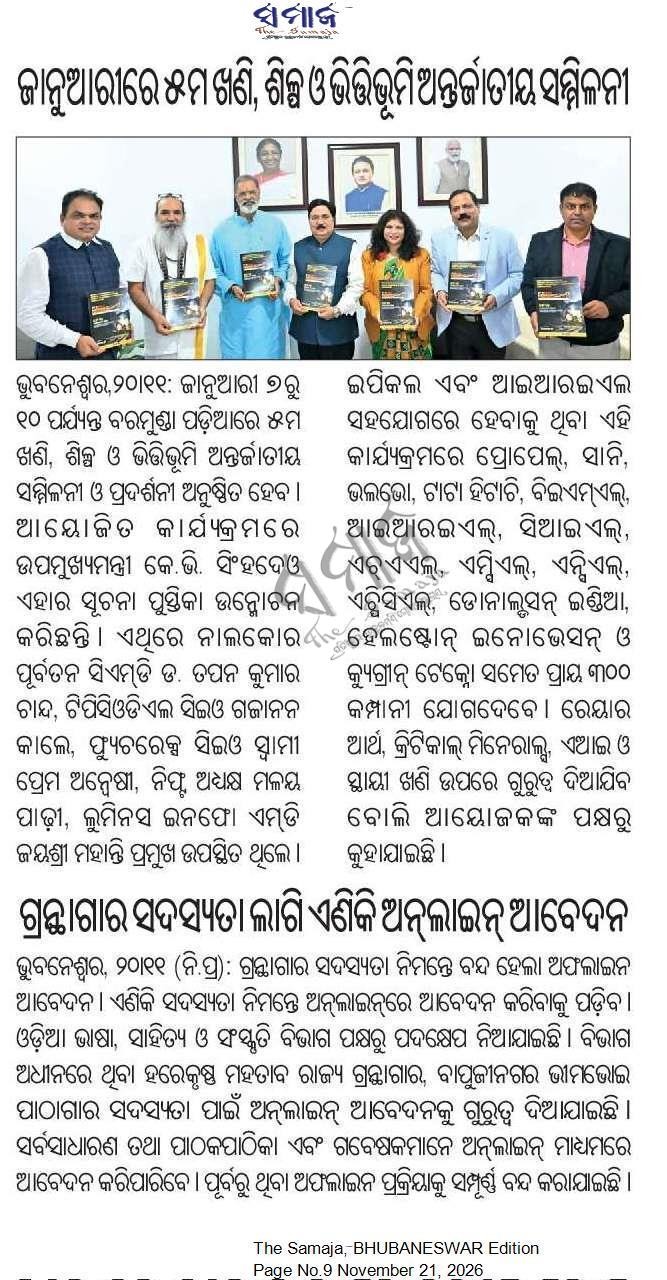 ସମାଜ
The Samaja
ଜାନୁଆରୀରେ ୫ମ ଖଣି, ଶିଳ୍ପ ଓ ଭିତ୍ତିଭୂମି ଅନ୍ତର୍ଜାତୀୟ ସମ୍ମିଳନୀ
ଭୁବନେଶ୍ୱର,୨୦।୧୧: ଜାନୁଆରୀ ୭ରୁ
୧୦ ପର୍ଯ୍ୟନ୍ତ ବରମୁଣ୍ଡା ପଡ଼ିଆରେ ୫ମ
ଖଣି, ଶିଳ୍ପ ଓ ଭିତ୍ତିଭୂମି ଅନ୍ତର୍ଜାତୀୟ
ସମ୍ମିଳନୀ ଓ ପ୍ରଦର୍ଶନୀ ଅନୁଷ୍ଠିତ ହେବ।
ଆୟୋଜିତ କାର୍ଯ୍ୟକ୍ରମରେ
ଉପମୁଖ୍ୟମନ୍ତ୍ରୀ କେ.ଭି. ସିଂହଦେଓ
ଏହାର ସୂଚନା ପୁସ୍ତିକା ଉନ୍ମୋଚନ
କରିଛନ୍ତି। ଏଥିରେ ନାଲକୋର
ପୂର୍ବତନ ସିଏମ୍‌ଡି ଡ. ତପନ କୁମାର
ଚାନ୍ଦ, ଟିପିସିଓଡିଏଲ ସିଇଓ ଗଜାନନ
କାଲେ, ଫ୍ୟୁଚରେକ୍ସ ସିଇଓ ସ୍ୱାମୀ
ପ୍ରେମ ଅନ୍ୱେଷୀ, ନିଫ୍ଟ ଅଧ୍ୟକ୍ଷ ମଳୟ
ପାଢ଼ୀ, ଲୁମିନସ ଇନଫୋ ଏମ୍‌ଡି
ଜୟଶ୍ରୀ ମହାନ୍ତି ପ୍ରମୁଖ ଉପସ୍ଥିତ ଥିଲେ।
ଇପିକଲ ଏବଂ ଆଇଆରଇଏଲ
ସହଯୋଗରେ ହେବାକୁ ଥିବା ଏହି
କାର୍ଯ୍ୟକ୍ରମରେ ପ୍ରୋପେଲ୍, ସାନି,
ଭଲଭୋ, ଟାଟା ହିଟାଚି, ବିଇଏମ୍‌ଏଲ୍,
ଆଇଆରଇଏଲ୍, ସିଆଇଏଲ୍,
ଏଚ୍‌ଏଏଲ୍, ଏମ୍ସିଏଲ୍, ଏନ୍ସିଏଲ୍,
ଏଚ୍ପିସିଏଲ୍, ଡୋନାଲ୍ଡସନ୍ ଇଣ୍ଡିଆ,
ହେଲଷ୍ଟୋନ୍ ଇନୋଭେସନ୍ ଓ
କ୍ୟୁଗ୍ରୀନ୍ ଟେକ୍ନୋ ସମେତ ପ୍ରାୟ ୩୦୦
କମ୍ପାନୀ ଯୋଗଦେବେ। ରେୟାର
ଆର୍ଥ, କ୍ରିଟିକାଲ୍ ମିନେରାଲ୍ସ, ଏଆଇ ଓ
ସ୍ଥାୟୀ ଖଣି ଉପରେ ଗୁରୁତ୍ୱ ଦିଆଯିବ
ବୋଲି ଆୟୋଜକଙ୍କ ପକ୍ଷରୁ
କୁହାଯାଇଛି।
ସମାଜ
The Samaja
ଗ୍ରନ୍ଥାଗାର ସଦସ୍ୟତା ଲାଗି ଏଣିକି ଅନ୍‌ଲାଇନ୍ ଆବେଦନ
ଭୁବନେଶ୍ୱର, ୨୦।୧୧ (ନି.ପ୍ର): ଗ୍ରନ୍ଥାଗାର ସଦସ୍ୟତା ନିମନ୍ତେ ବନ୍ଦ ହେଲା ଅଫଲାଇନ
ଆବେଦନ। ଏଣିକି ସଦସ୍ୟତା ନିମନ୍ତେ ଅନ୍‌ଲାଇନ୍‌ରେ ଆବେଦନ କରିବାକୁ ପଡ଼ିବ।
ଓଡ଼ିଆ ଭାଷା, ସାହିତ୍ୟ ଓ ସଂସ୍କୃତି ବିଭାଗ ପକ୍ଷରୁ ପଦକ୍ଷେପ ନିଆଯାଇଛି। ବିଭାଗ
ଅଧୀନରେ ଥିବା ହରେକୃଷ୍ଣ ମହତାବ ରାଜ୍ୟ ଗ୍ରନ୍ଥାଗାର, ବାପୁଜୀନଗର ଭୀମଭୋଇ
ପାଠାଗାର ସଦସ୍ୟତା ପାଇଁ ଅନ୍‌ଲାଇନ୍ ଆବେଦନକୁ ଗୁରୁତ୍ୱ ଦିଆଯାଇଛି।
ସର୍ବସାଧାରଣ ତଥା ପାଠକପାଠିକା ଏବଂ ଗବେଷକମାନେ ଅନ୍‌ଲାଇନ୍ ମାଧ୍ୟମରେ
ଆବେଦନ କରିପାରିବେ। ପୂର୍ବରୁ ଥିବା ଅଫଲାଇନ ପ୍ରକ୍ରିୟାକୁ ସମ୍ପୂର୍ଣ୍ଣ ବନ୍ଦ କରାଯାଇଛି।
The Samaja, BHUBANESWAR Edition
Page No.9 November 21, 2026